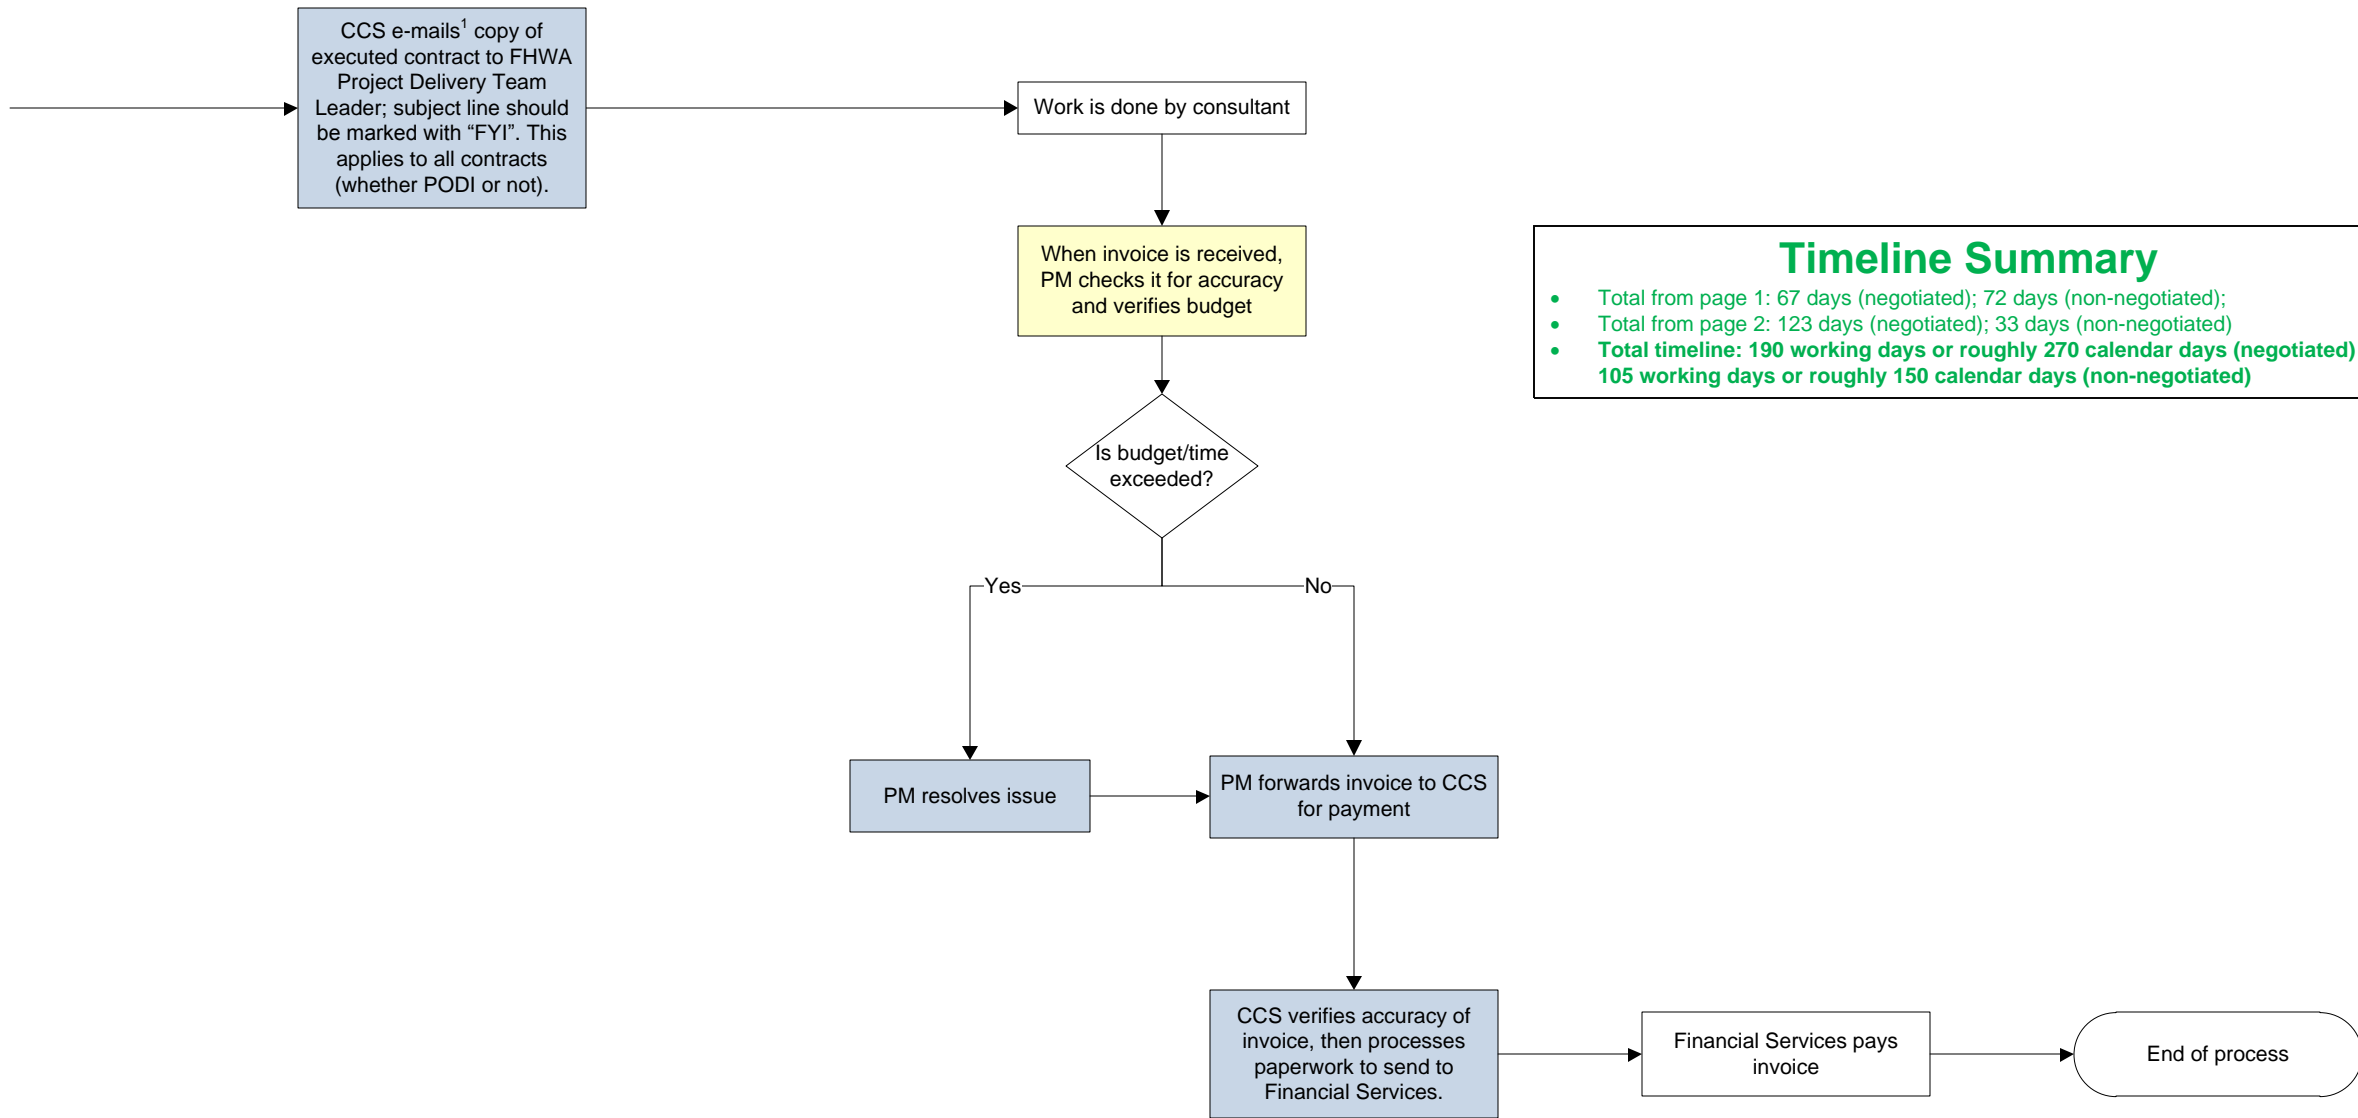 CCS e-mails¹ copy of
executed contract to FHWA
Project Delivery Team
Leader; subject line should
be marked with “FYI”. This
applies to all contracts
(whether PODI or not).
Work is done by consultant
When invoice is received,
PM checks it for accuracy
and verifies budget
Timeline Summary
• Total from page 1: 67 days (negotiated); 72 days (non-negotiated);
• Total from page 2: 123 days (negotiated); 33 days (non-negotiated)
• Total timeline: 190 working days or roughly 270 calendar days (negotiated)
105 working days or roughly 150 calendar days (non-negotiated)
Is budget/time
exceeded?
Yes
No
PM resolves issue
PM forwards invoice to CCS
for payment
CCS verifies accuracy of
invoice, then processes
paperwork to send to
Financial Services.
Financial Services pays
invoice
End of process